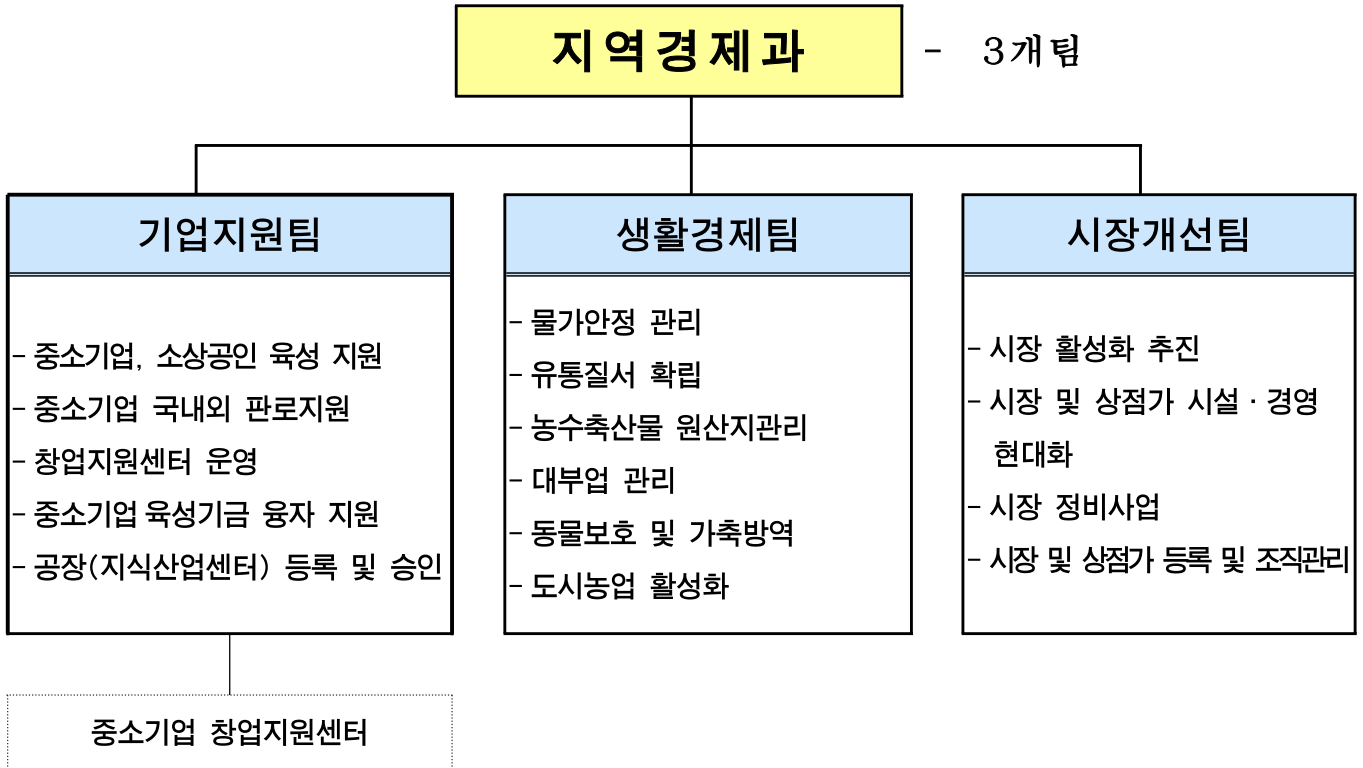 지역경제과 - 3개팀
기업지원팀
- 중소기업, 소상공인 육성 지원
- 중소기업 국내외 판로지원
- 창업지원센터 운영
- 중소기업 육성기금 융자 지원
- 공장(지식산업센터) 등록 및 승인
중소기업 창업지원센터
생활경제팀
- 물가안정 관리
- 유통질서 확립
- 농수축산물 원산지관리
- 대부업 관리
- 동물보호 및 가축방역
- 도시농업 활성화
시장개선팀
- 시장 활성화 추진
- 시장 및 상점가 시설·경영
현대화
- 시장 정비사업
- 시장 및 상점가 등록 및 조직관리